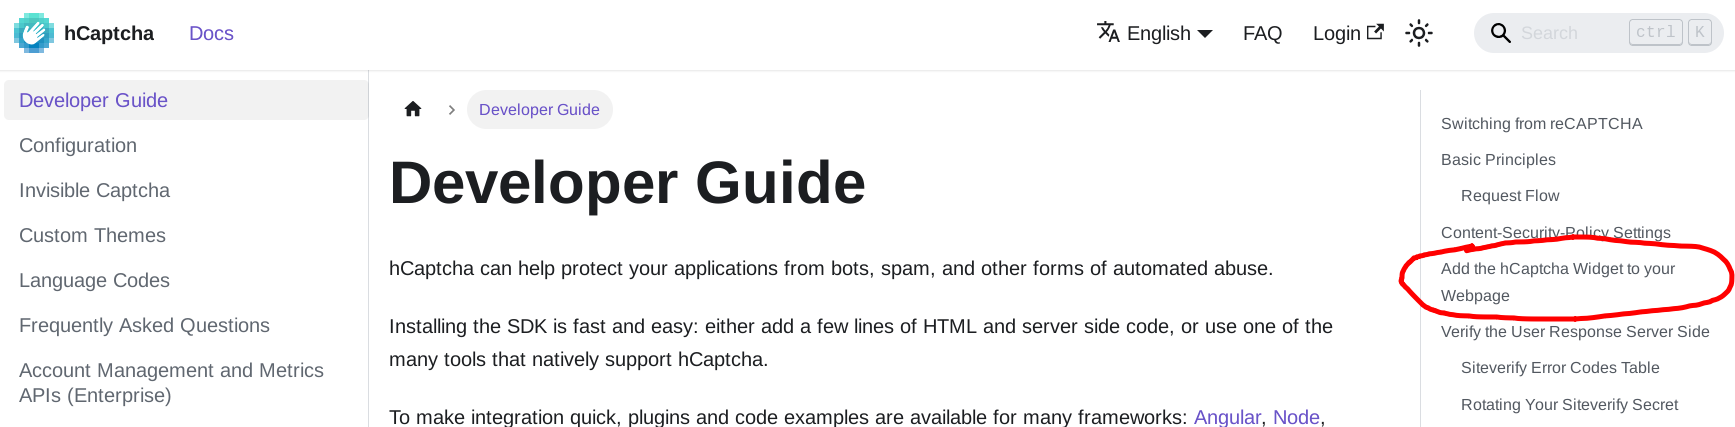 hCaptcha
Docs
English
FAQ
Login
Search
ctrl
K
Developer Guide
Configuration
Invisible Captcha
Custom Themes
Language Codes
Frequently Asked Questions
Account Management and Metrics
APIs (Enterprise)
Developer Guide
Developer Guide
hCaptcha can help protect your applications from bots, spam, and other forms of automated abuse.
Installing the SDK is fast and easy: either add a few lines of HTML and server side code, or use one of the
many tools that natively support hCaptcha.
To make integration quick, plugins and code examples are available for many frameworks: Angular, Node,
Switching from reCAPTCHA
Basic Principles
Request Flow
Content-Security-Policy Settings
Add the hCaptcha Widget to your
Webpage
Verify the User Response Server Side
Siteverify Error Codes Table
Rotating Your Siteverify Secret